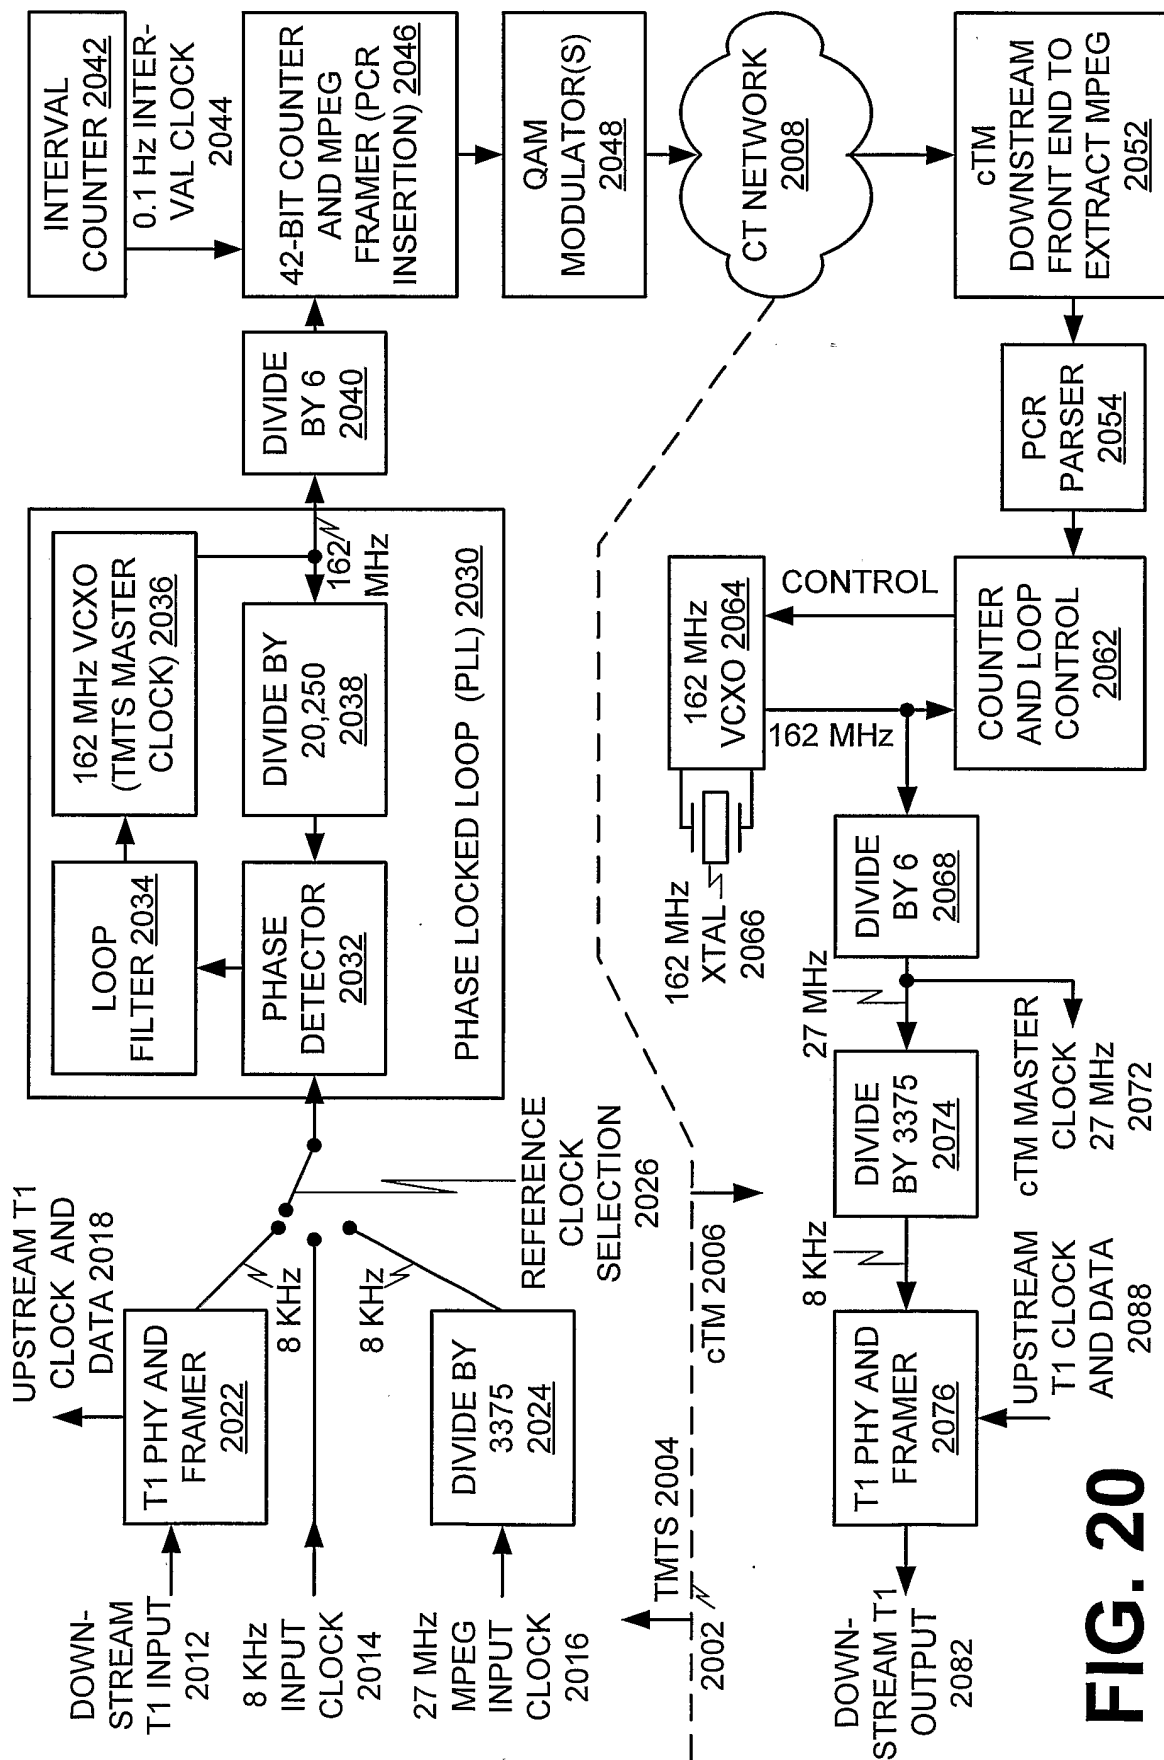 DOWN-
STREAM
T1 INPUT
2012
8 KHz
INPUT
CLOCK
2014
27 MHz
MPEG
INPUT
CLOCK
2016
UPSTREAM T1
CLOCK AND
DATA 2018
T1 PHY AND
FRAMER
2022
DIVIDE BY
3375
2024
8 KHz
8 KHz
REFERENCE
CLOCK
SELECTION
2026
LOOP
FILTER 2034
PHASE
DETECTOR
2032
162 MHz VCXO
(TMTS MASTER
CLOCK) 2036
DIVIDE BY
20,250
2038
162
MHz
PHASE LOCKED LOOP (PLL) 2030
DIVIDE
BY 6
2040
INTERVAL
COUNTER 2042
0.1 Hz INTER-
VAL CLOCK
2044
42-BIT COUNTER
AND MPEG
FRAMER (PCR
INSERTION) 2046
QAM
MODULATOR(S)
2048
CT NETWORK
2008
TMTS 2004
2002
cTM 2006
cTM
DOWNSTREAM
FRONT END TO
EXTRACT MPEG
2052
PCR
PARSER
2054
COUNTER
AND LOOP
CONTROL
2062
CONTROL
162 MHz
VCXO 2064
162 MHz
162 MHz
XTAL
2066
DIVIDE
BY 6
2068
27 MHz
cTM MASTER
CLOCK
27 MHz
2072
DIVIDE
BY 3375
2074
8 KHz
T1 PHY AND
FRAMER
2076
UPSTREAM
T1 CLOCK
AND DATA
2088
DOWN-
STREAM T1
OUTPUT
2082
FIG. 20